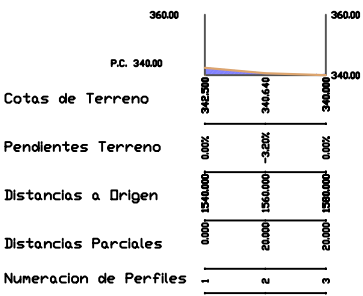 360.00 360.00
P.C. 340.00 340.00
Cotas de Terreno 342.500 340.640 340.000
Pendientes Terreno 0.00% -3.20% 0.00%
Distancias a Origen 1540.000 1560.000 1580.000
Distancias Parciales 0.000 20.000 20.000
Numeracion de Perfiles 1 2 3